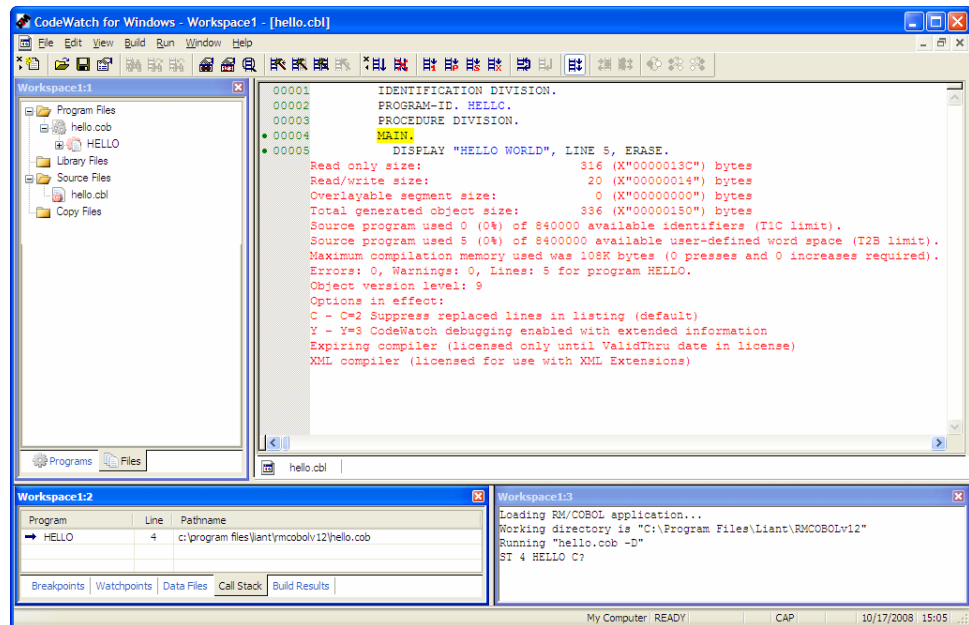 CodeWatch for Windows - Workspace1 - [hello.cbl]
File Edit View Build Run Window Help
Workspace1:1
Program Files
hello.cob
HELLO
Library Files
Source Files
hello.cbl
Copy Files
Programs Files
00001 IDENTIFICATION DIVISION.
00002 PROGRAM-ID. HELLO.
00003 PROCEDURE DIVISION.
00004 MAIN.
00005 DISPLAY "HELLO WORLD", LINE 5, ERASE.
Read only size: 316 (X"0000013C") bytes
Read/write size: 20 (X"00000014") bytes
Overlayable segment size: 0 (X"00000000") bytes
Total generated object size: 336 (X"00000150") bytes
Source program used 0 (0%) of 840000 available identifiers (T1C limit).
Source program used 5 (0%) of 8400000 available user-defined word space (T2B limit).
Maximum compilation memory used was 108K bytes (0 presses and 0 increases required).
Errors: 0, Warnings: 0, Lines: 5 for program HELLO.
Object version level: 9
Options in effect:
C - C=2 Suppress replaced lines in listing (default)
Y - Y=3 CodeWatch debugging enabled with extended information
Expiring compiler (licensed only until ValidThru date in license)
XML compiler (licensed for use with XML Extensions)
hello.cbl
Workspace1:2
Program Line Pathname
HELLO 4 c:\program files\liant\rmcobolv12\hello.cob
Breakpoints Watchpoints Data Files Call Stack Build Results
Workspace1:3
Loading RM/COBOL application...
Working directory is "C:\Program Files\Liant\RMCOBOLv12"
Running "hello.cob -D"
ST 4 HELLO C?
My Computer READY CAP 10/17/2008 15:05